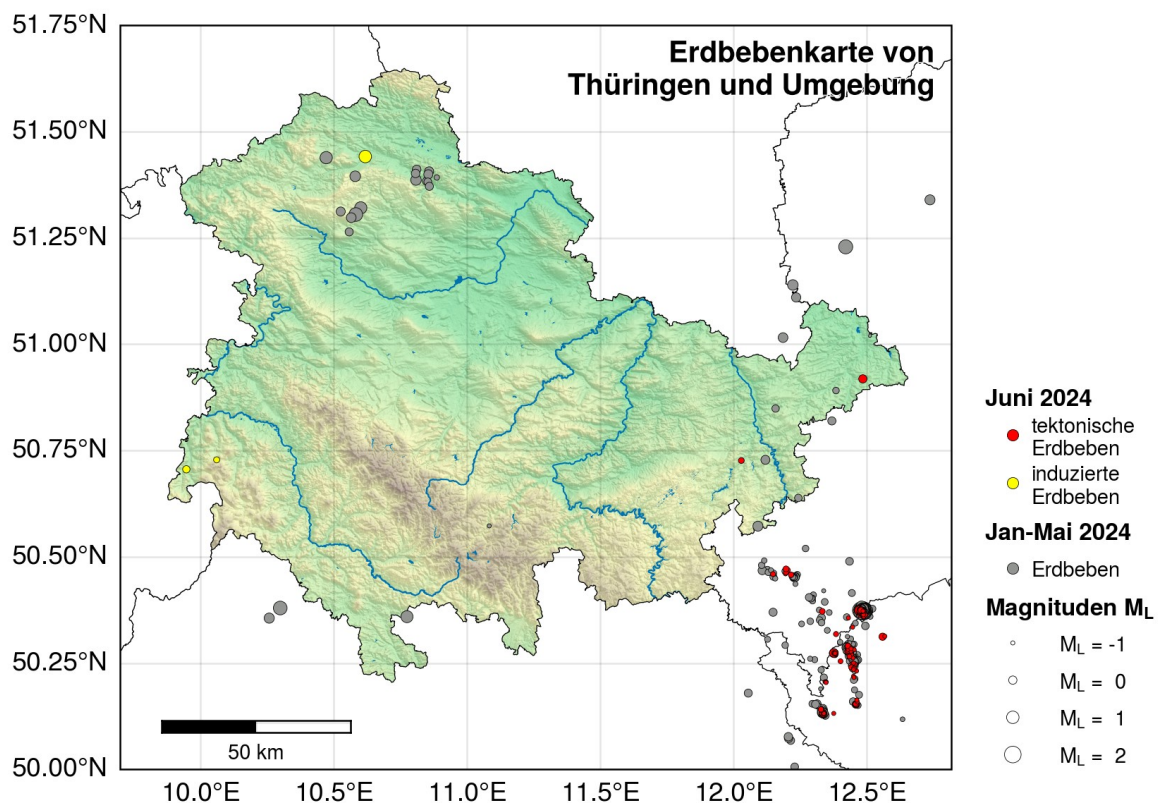 Erdbebenkarte von
Thüringen und Umgebung
51.75°N
51.50°N
51.25°N
51.00°N
50.75°N
50.50°N
50.25°N
50.00°N
10.0°E 10.5°E 11.0°E 11.5°E 12.0°E 12.5°E
50 km
Juni 2024
tektonische
Erdbeben
induzierte
Erdbeben
Jan-Mai 2024
Erdbeben
Magnituden ML
ML = -1
ML = 0
ML = 1
ML = 2